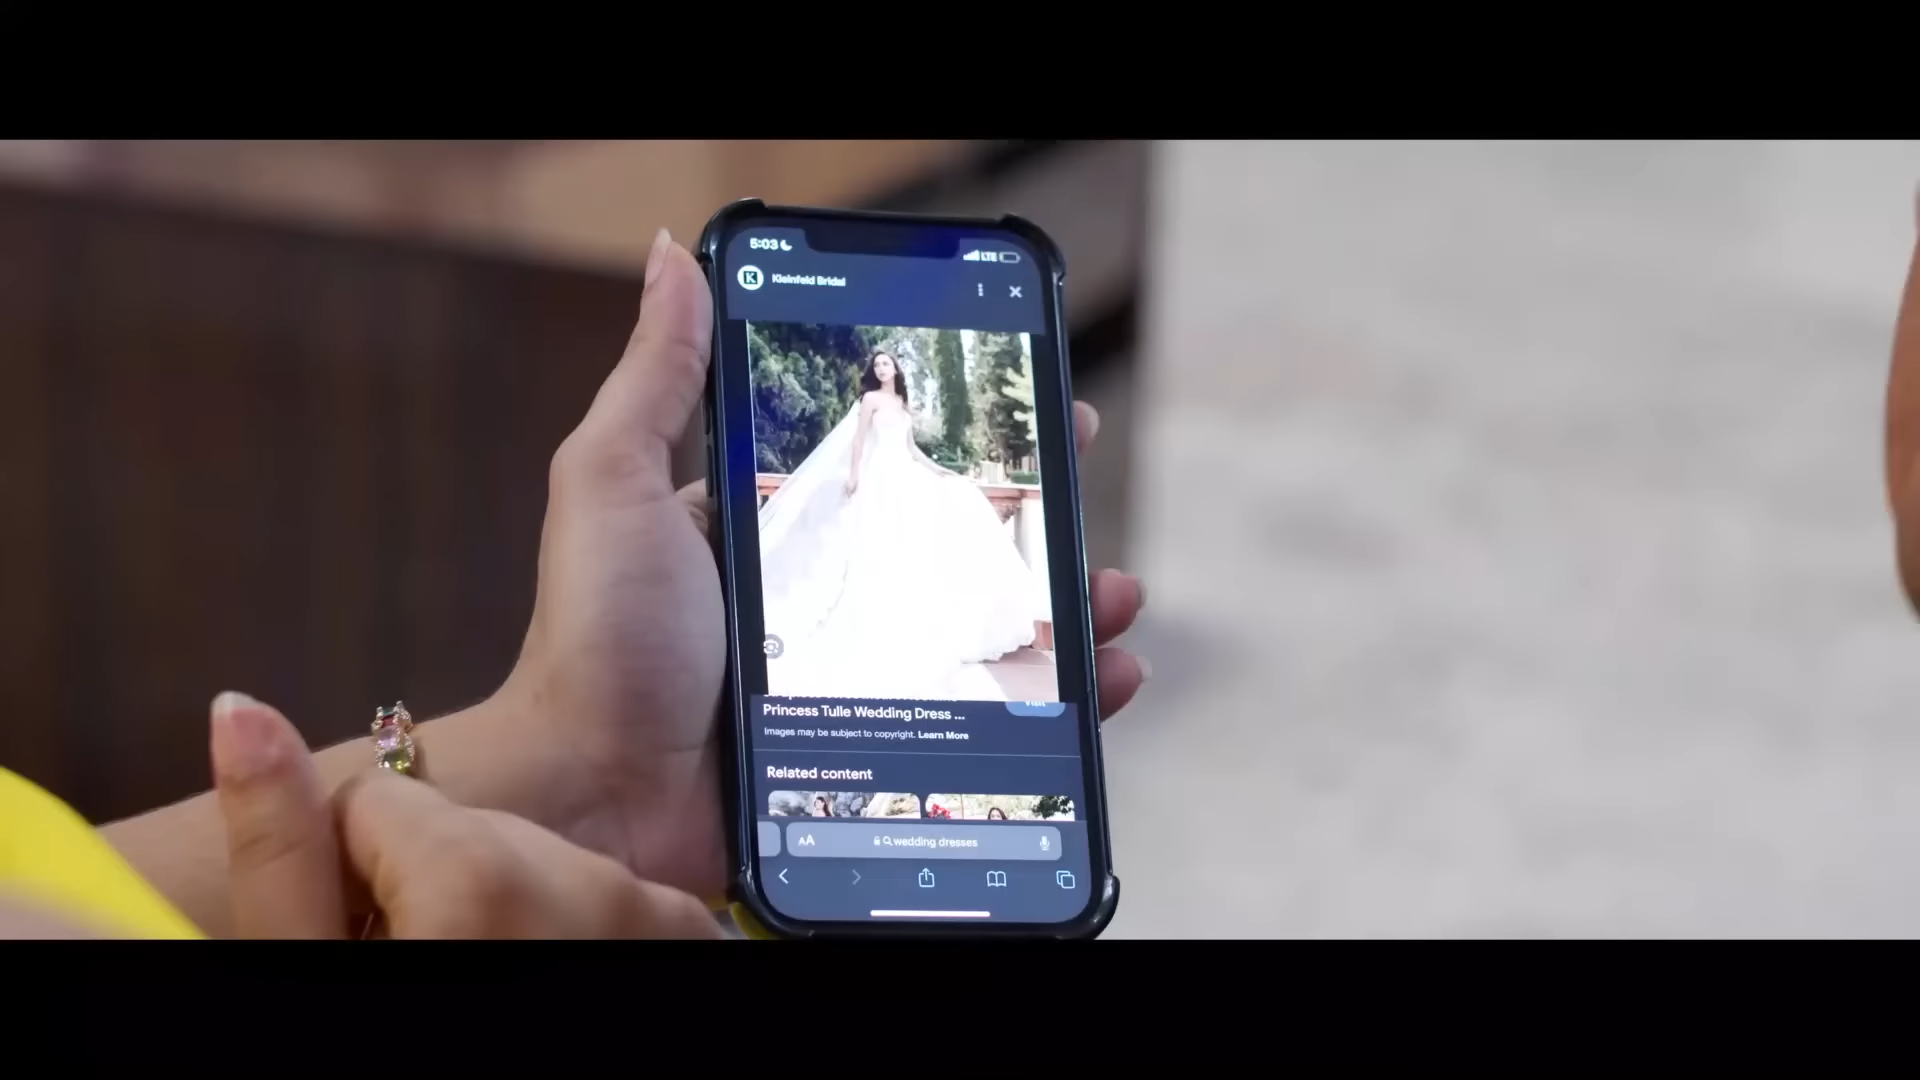 5:03
LTE
K
Kleinfeld Bridal
Princess Tulle Wedding Dress ...
Visit
Images may be subject to copyright. Learn More
Related content
AA
wedding dresses